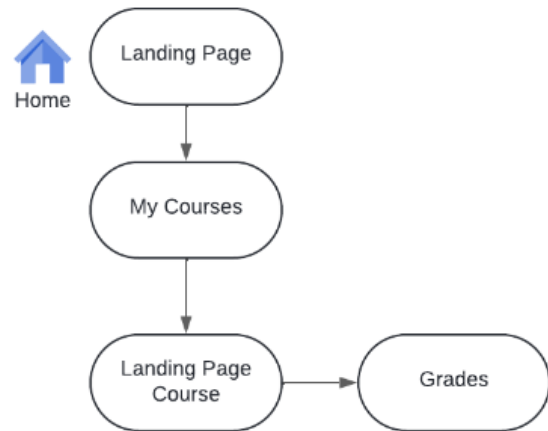 Landing Page
Home
My Courses
Landing Page
Course
Grades